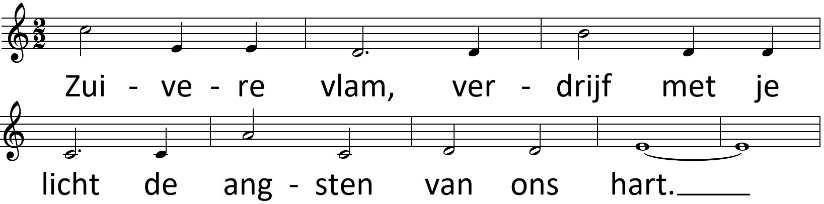 Zui - ve - re vlam, ver - drijf met je
licht de ang - sten van ons hart.